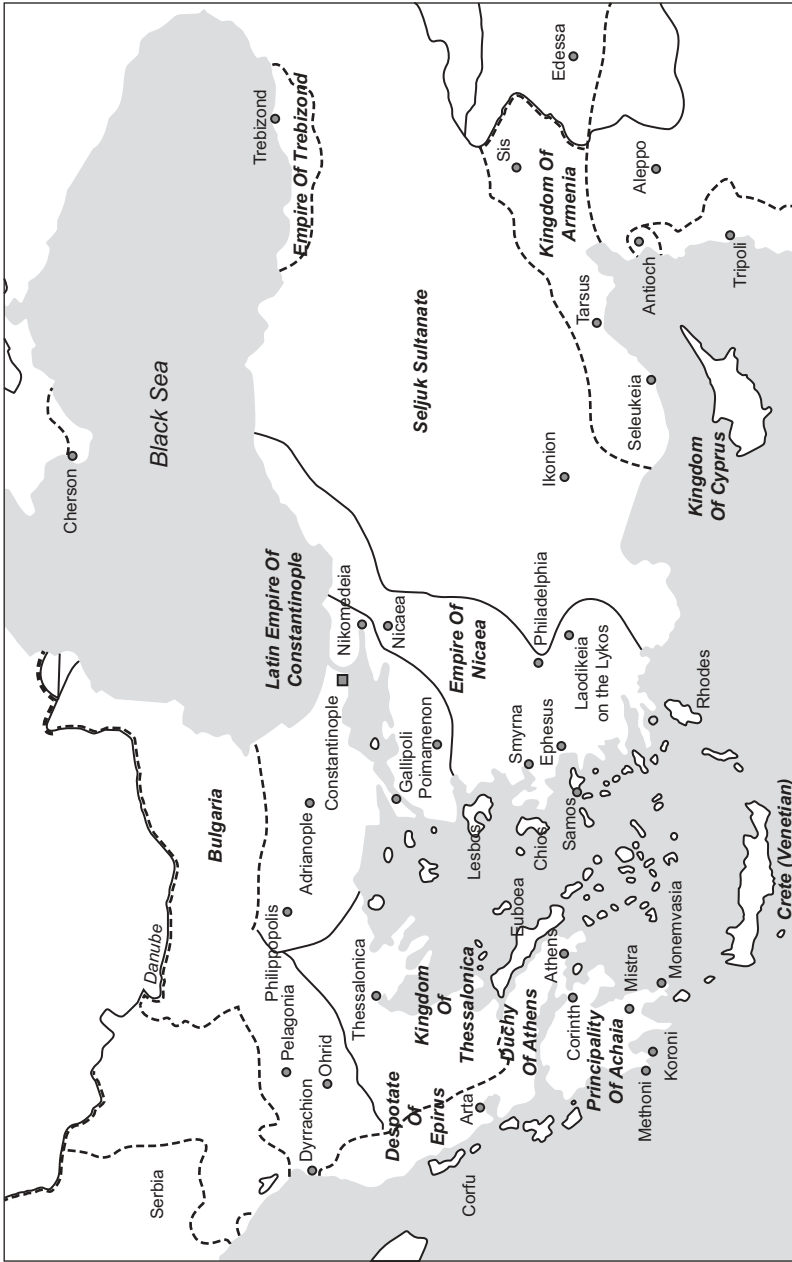 Cherson
Black Sea
Trebizond
Empire Of Trebizond
Danube
Bulgaria
Serbia
Latin Empire Of
Constantinople
Philippopolis
Adrianople
Constantinople
Nikomedeia
Nicaea
Pelagonia
Ohrid
Dyrrachion
Thessalonica
Gallipoli
Poimamenon
Empire Of
Nicaea
Seljuk Sultanate
Despotate
Of
Epirus
Kingdom
Of
Thessalonica
Arta
Corfu
Lesbos
Smyrna
Ephesus
Philadelphia
Laodikeia
on the Lykos
Ikonion
Sis
Edessa
Kingdom Of
Armenia
Tarsus
Seleukeia
Aleppo
Antioch
Tripoli
Duchy
Of Athens
Euboea
Athens
Chios
Samos
Corinth
Principality
Of Achaia
Mistra
Monemvasia
Methoni
Koroni
Rhodes
Kingdom
Of Cyprus
Crete (Venetian)